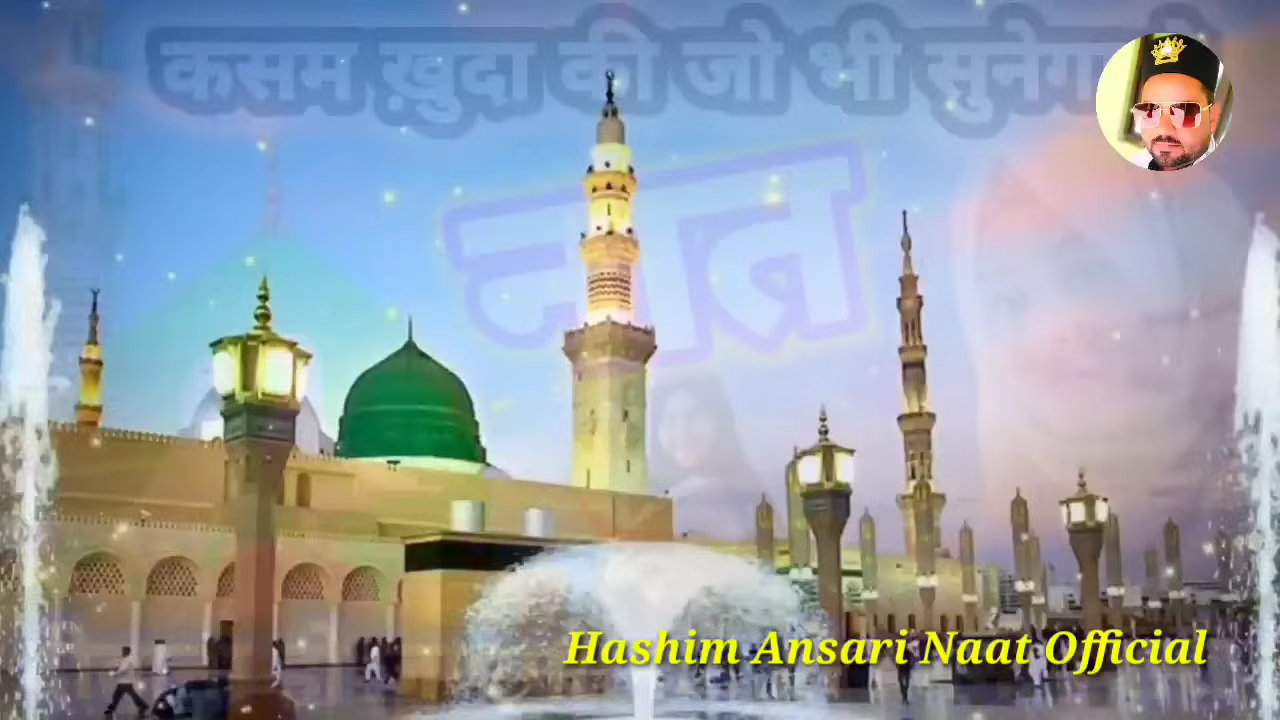 कसम ख़ुदा की जो भी सुनेगा
नात
Hashim Ansari Naat Official